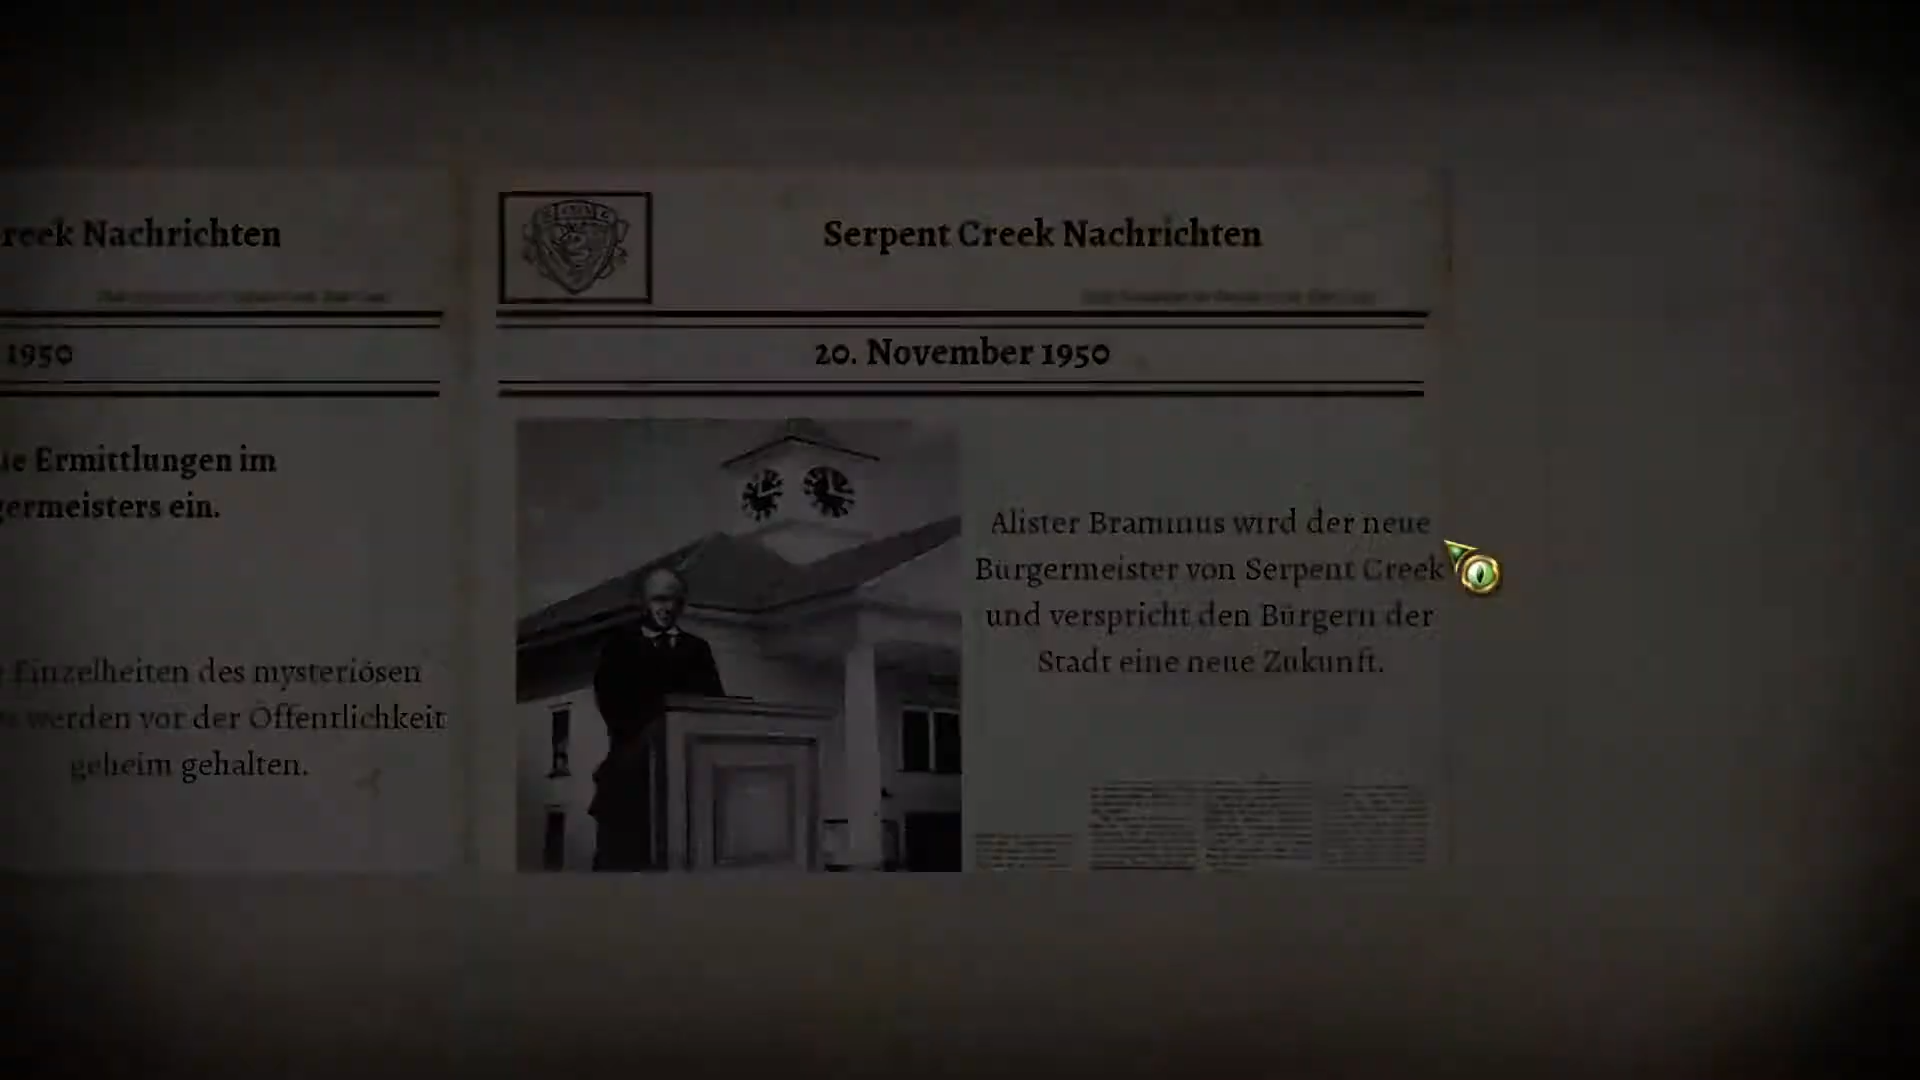 reek Nachrichten
1950
ie Ermittlungen im
germeisters ein.
Einzelheiten des mysteriösen
werden vor der Öffentlichkeit
geheim gehalten.
Serpent Creek Nachrichten
20. November 1950
Alister Braminus wird der neue
Bürgermeister von Serpent Creek
und verspricht den Bürgern der
Stadt eine neue Zukunft.